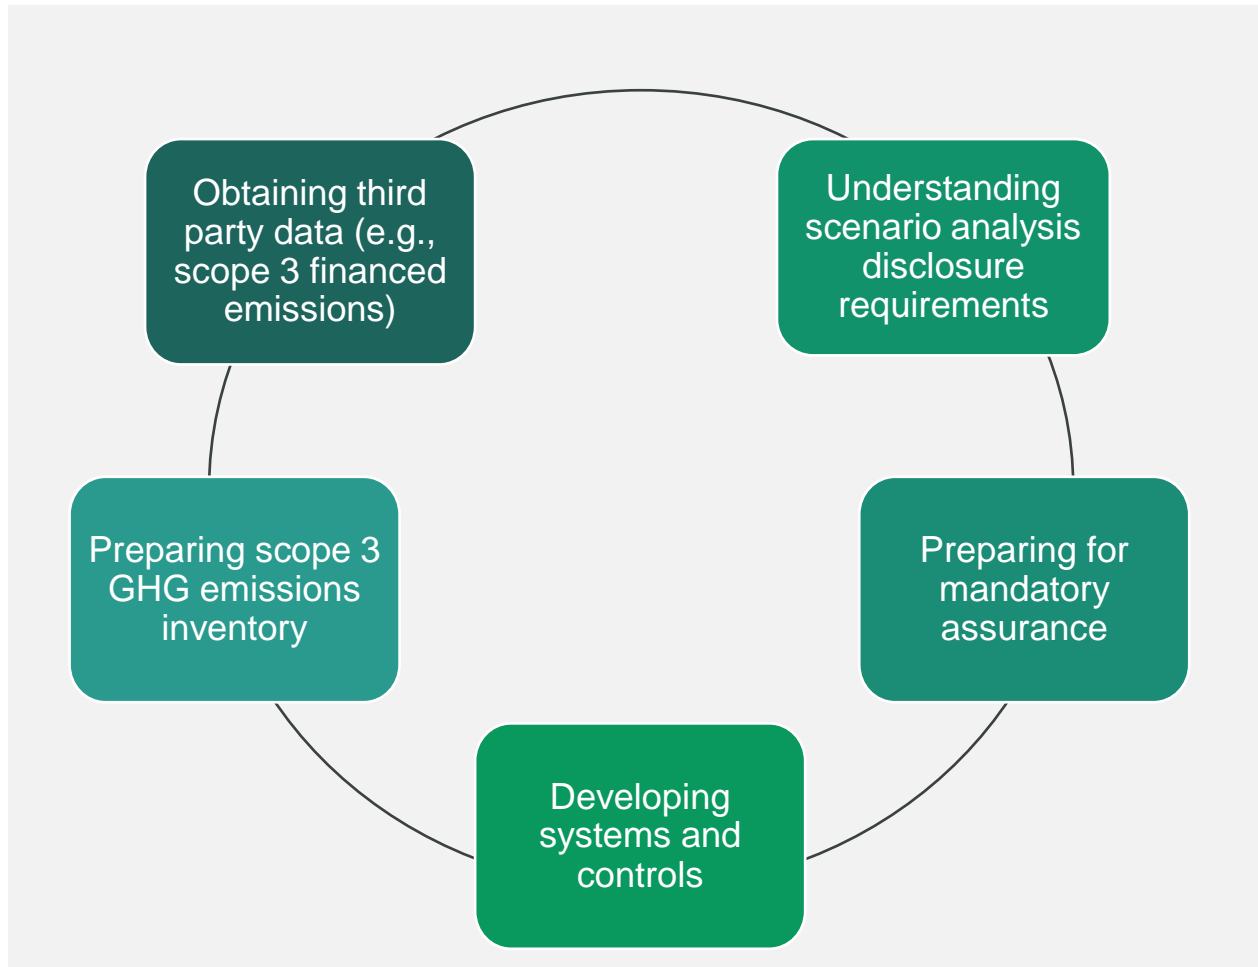 Obtaining third
party data (e.g.,
scope 3 financed
emissions)
Understanding
scenario analysis
disclosure
requirements
Preparing scope 3
GHG emissions
inventory
Preparing for
mandatory
assurance
Developing
systems and
controls